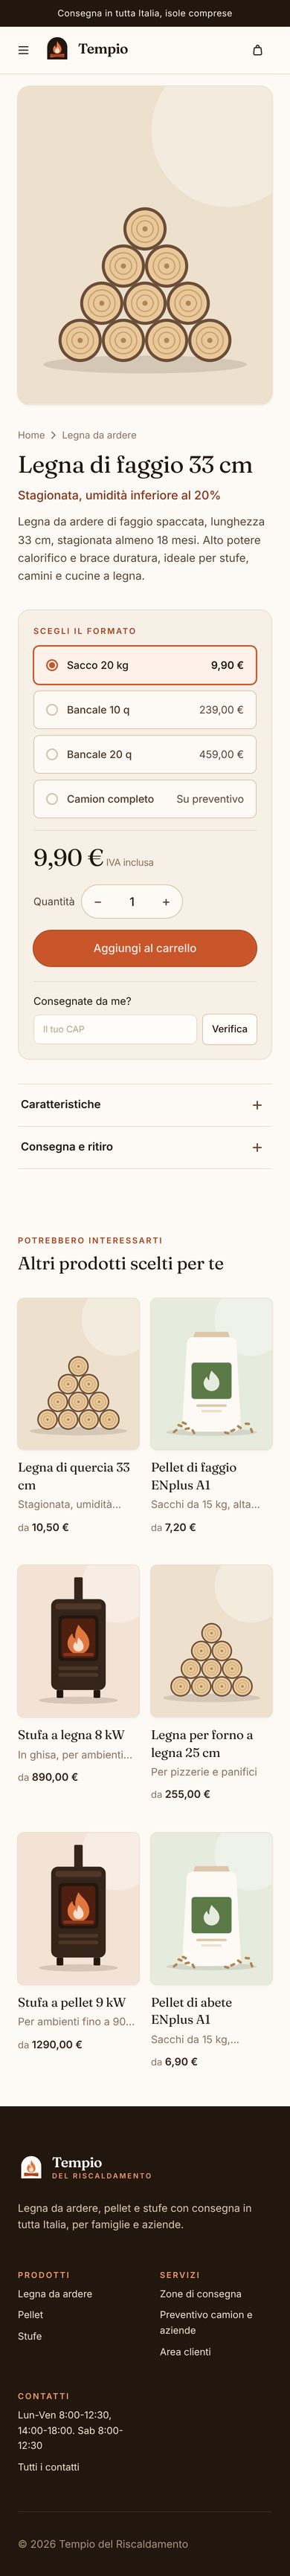 Consegna in tutta Italia, isole comprese
Tempio
Home > Legna da ardere
Legna di faggio 33 cm
Stagionata, umidità inferiore al 20%
Legna da ardere di faggio spaccata, lunghezza
33 cm, stagionata almeno 18 mesi. Alto potere
calorifico e brace duratura, ideale per stufe,
camini e cucine a legna.
SCEGLI IL FORMATO
Sacco 20 kg 9,90 €
Bancale 10 q 239,00 €
Bancale 20 q 459,00 €
Camion completo Su preventivo
9,90 € IVA inclusa
Quantità − 1 +
Aggiungi al carrello
Consegnate da me?
Il tuo CAP Verifica
Caratteristiche +
Consegna e ritiro +
POTREBBERO INTERESSARTI
Altri prodotti scelti per te
Legna di quercia 33
cm
Stagionata, umidità...
da 10,50 €
Pellet di faggio
ENplus A1
Sacchi da 15 kg, alta...
da 7,20 €
Stufa a legna 8 kW
In ghisa, per ambienti...
da 890,00 €
Legna per forno a
legna 25 cm
Per pizzerie e panifici
da 255,00 €
Stufa a pellet 9 kW
Per ambienti fino a 90...
da 1290,00 €
Pellet di abete
ENplus A1
Sacchi da 15 kg,...
da 6,90 €
Tempio
DEL RISCALDAMENTO
Legna da ardere, pellet e stufe con consegna in
tutta Italia, per famiglie e aziende.
PRODOTTI
Legna da ardere
Pellet
Stufe
SERVIZI
Zone di consegna
Preventivo camion e
aziende
Area clienti
CONTATTI
Lun-Ven 8:00-12:30,
14:00-18:00. Sab 8:00-
12:30
Tutti i contatti
© 2026 Tempio del Riscaldamento